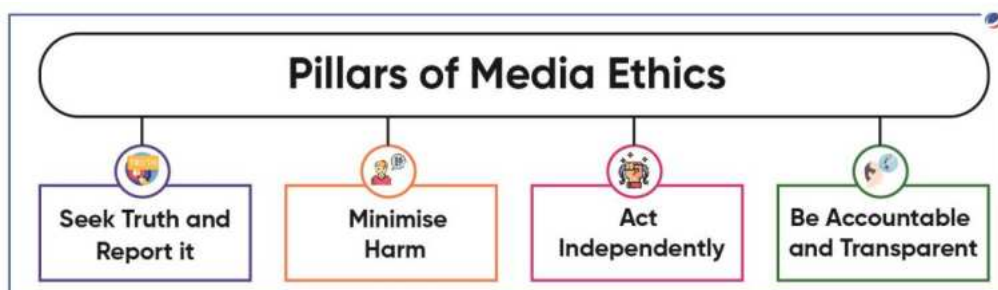 Pillars of Media Ethics
Seek Truth and
Report it
Minimise
Harm
Act
Independently
Be Accountable
and Transparent